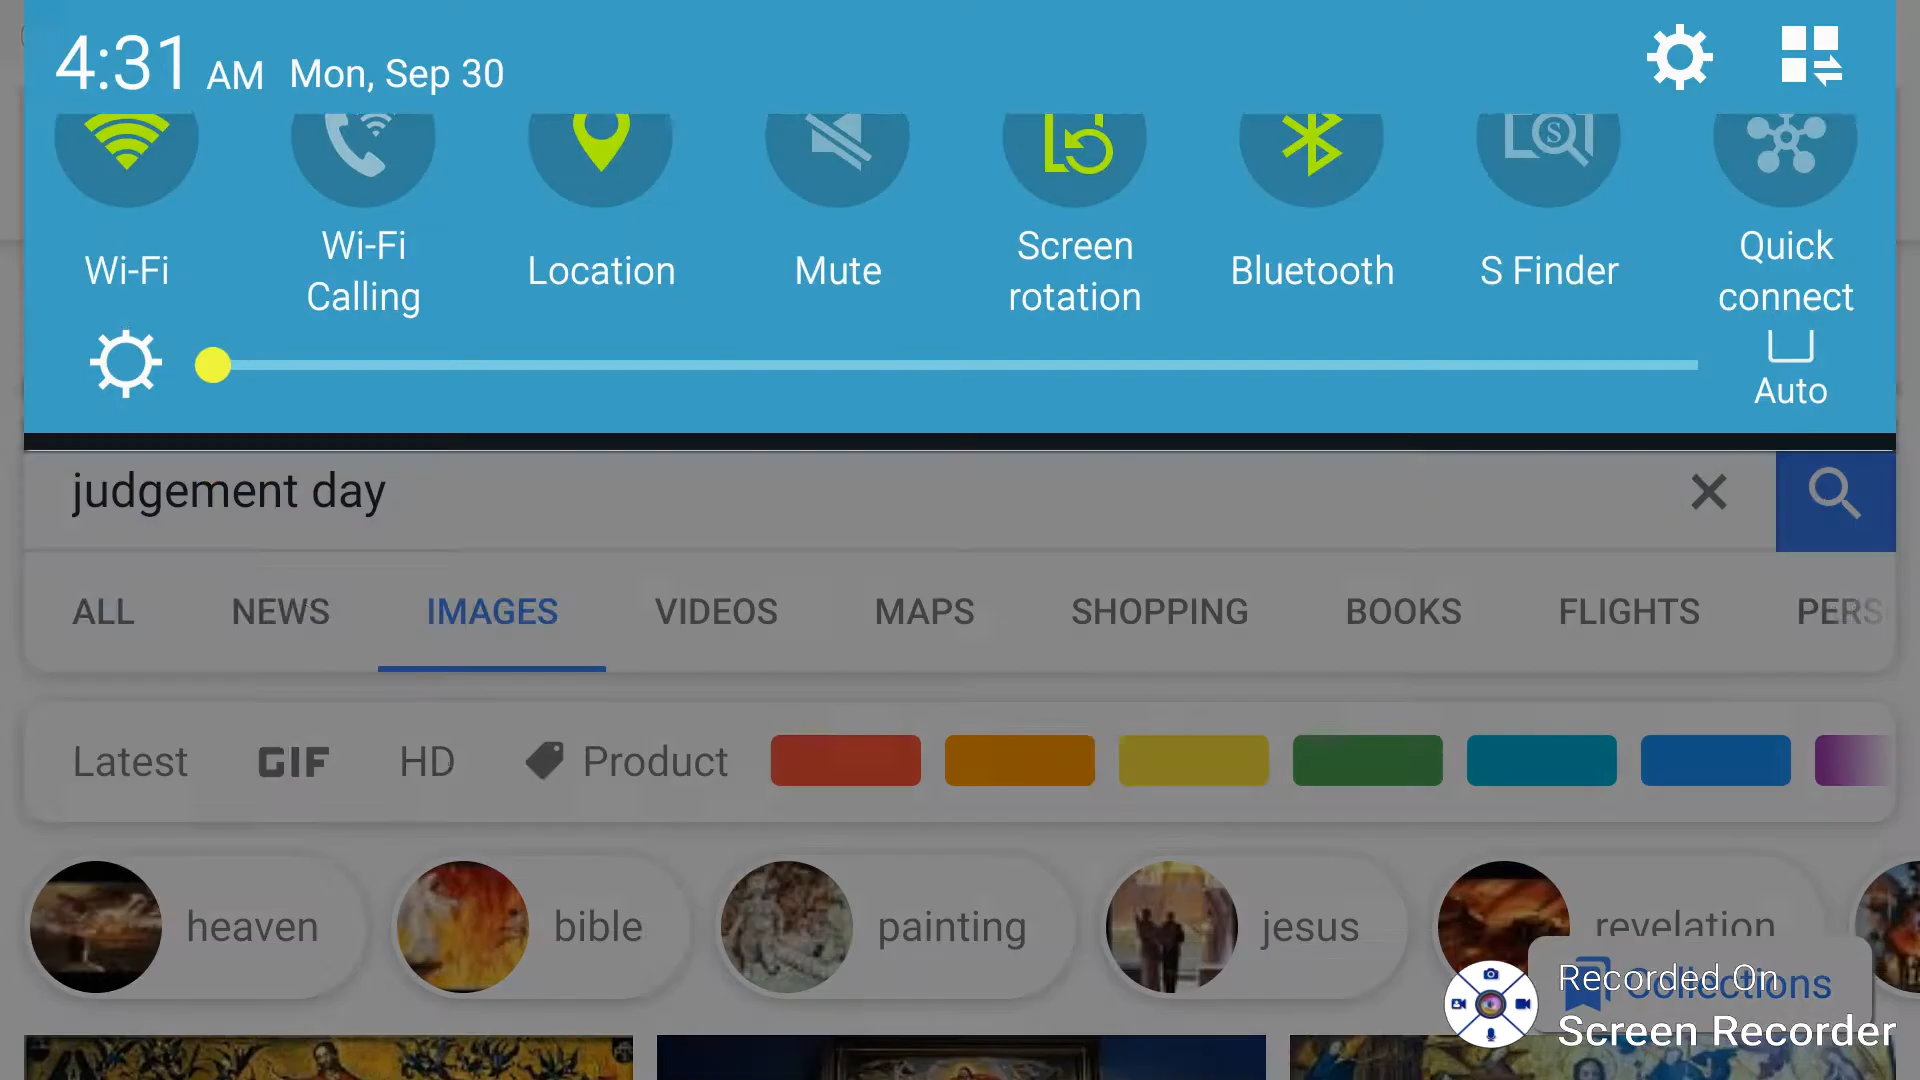 4:31 AM Mon, Sep 30
Wi-Fi
Wi-Fi Calling
Location
Mute
Screen rotation
Bluetooth
S Finder
Quick connect
Auto
judgement day
ALL NEWS IMAGES VIDEOS MAPS SHOPPING BOOKS FLIGHTS PERS
Latest GIF HD Product
heaven bible painting jesus revelation
Collections
Recorded On
Screen Recorder